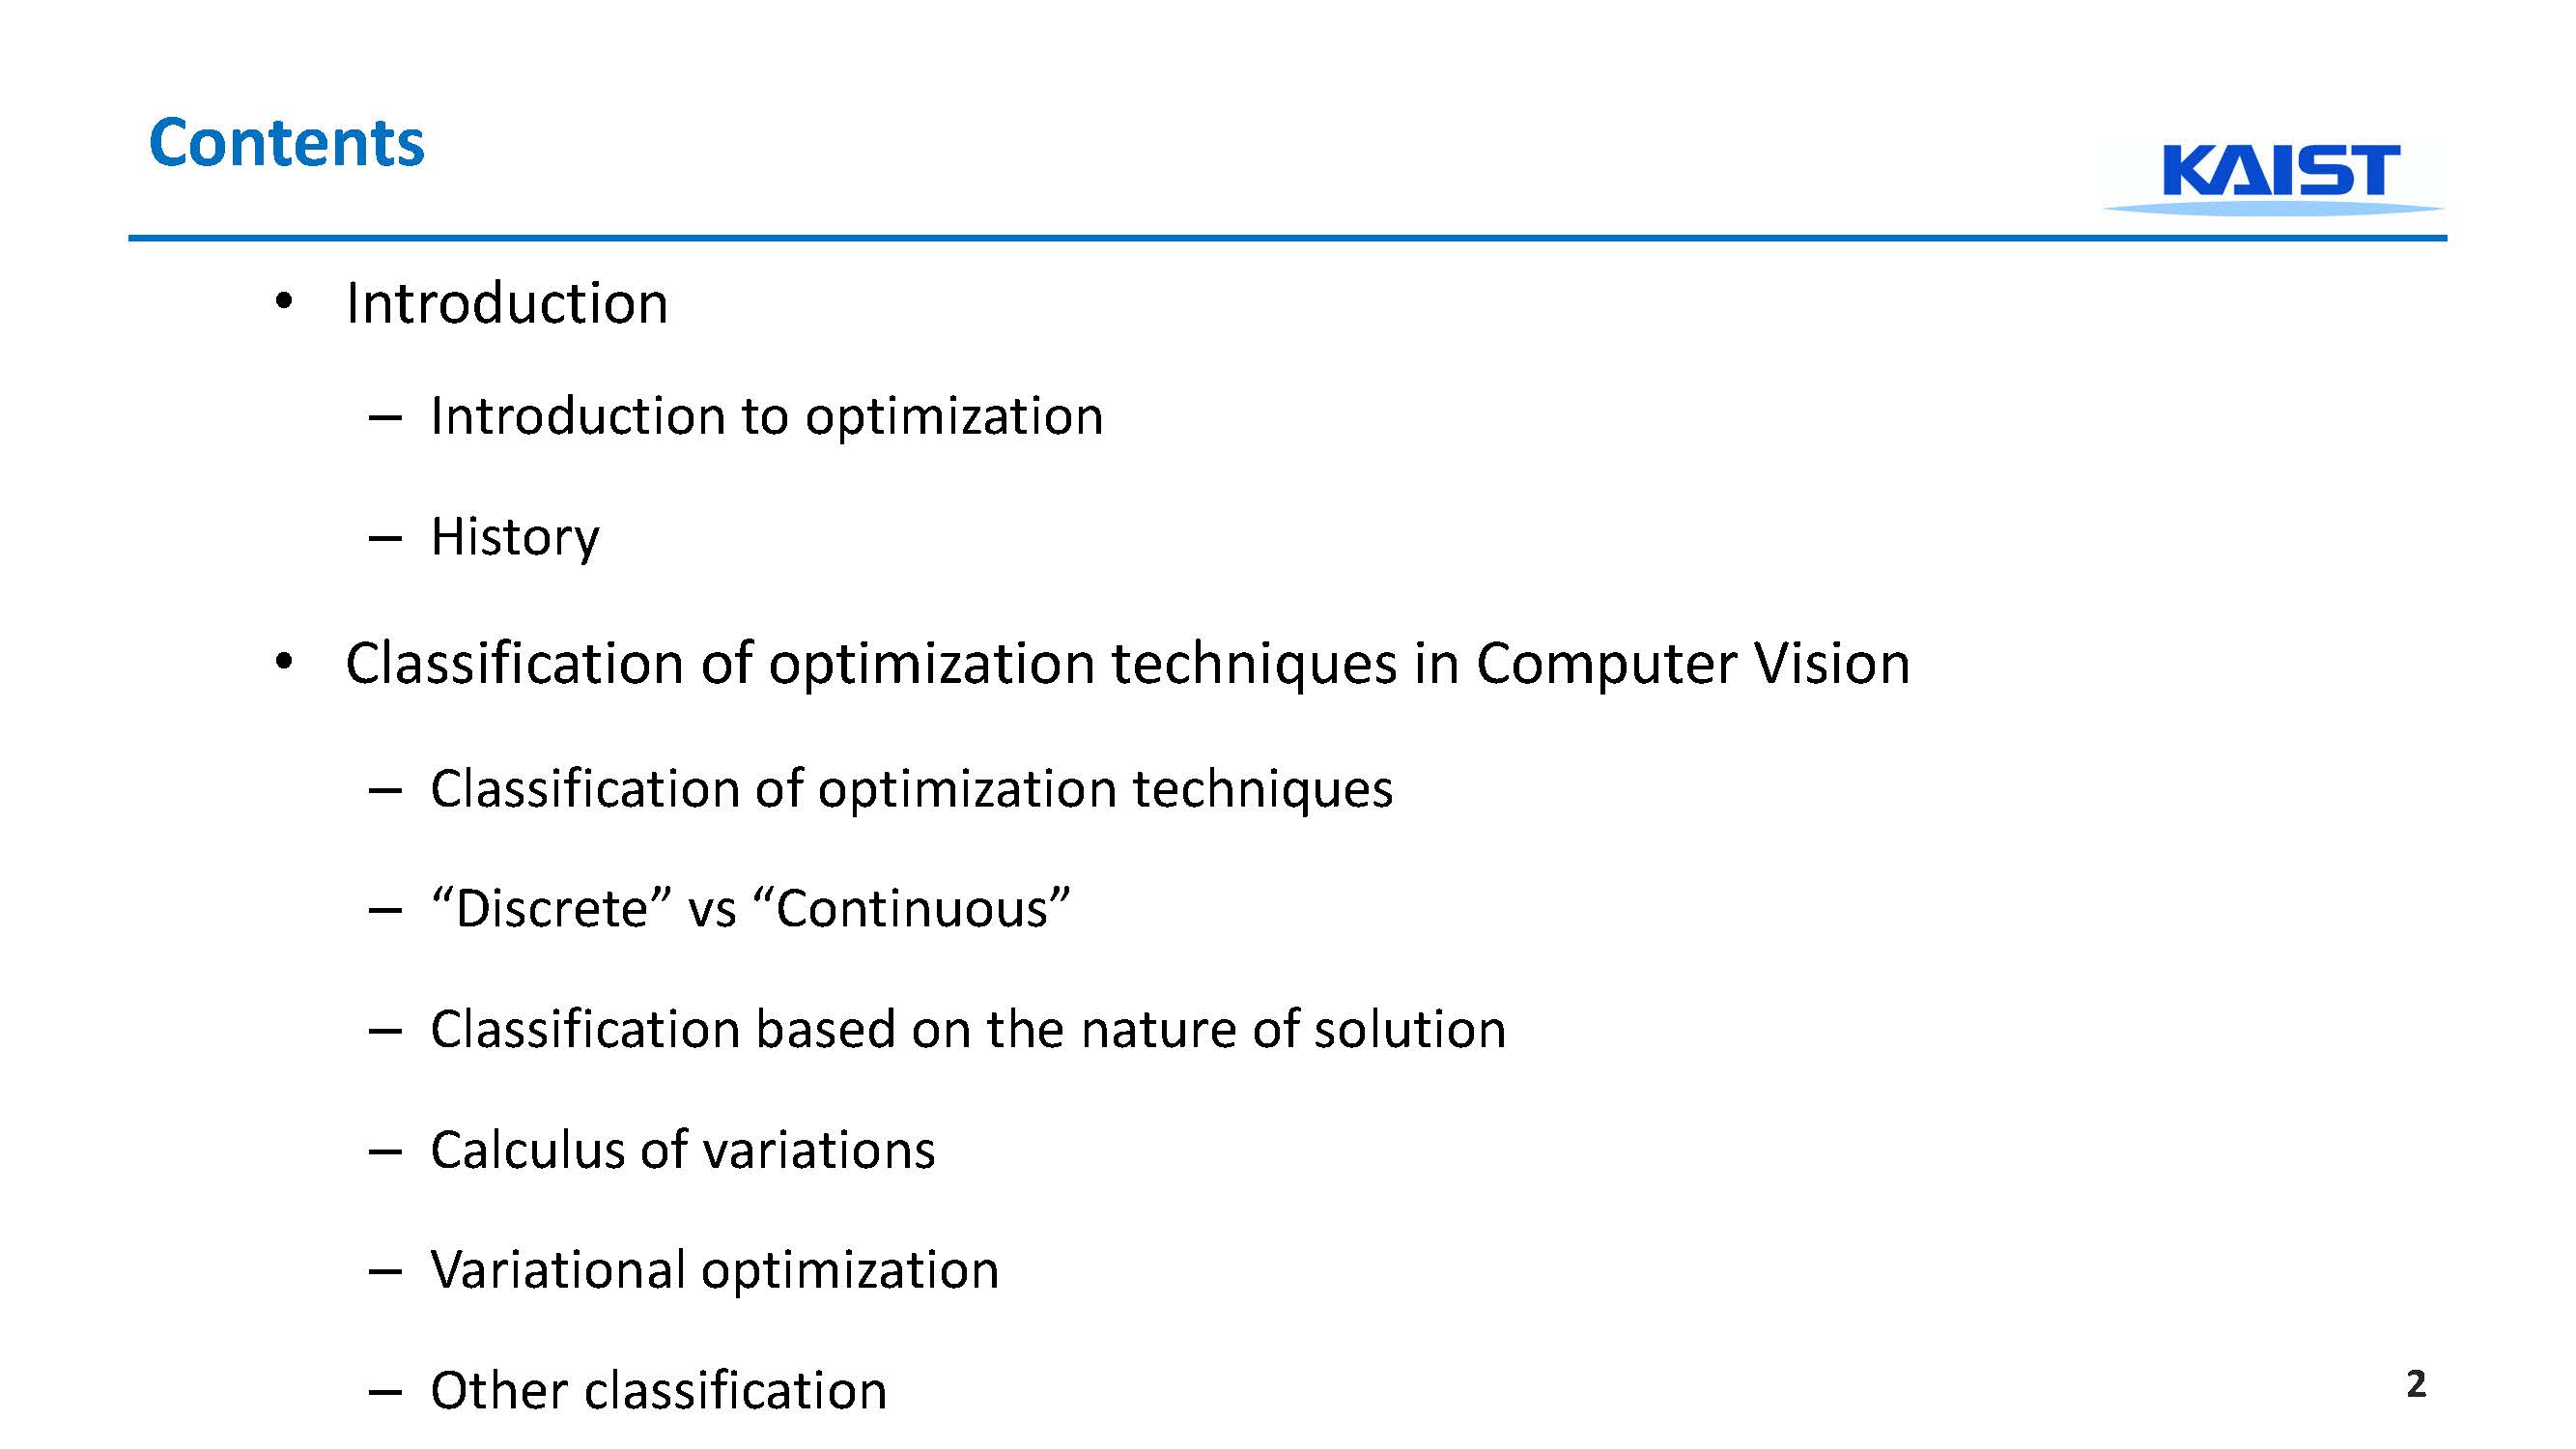 Contents
KAIST
• Introduction
– Introduction to optimization
– History
• Classification of optimization techniques in Computer Vision
– Classification of optimization techniques
– “Discrete” vs “Continuous”
– Classification based on the nature of solution
– Calculus of variations
– Variational optimization
– Other classification
2